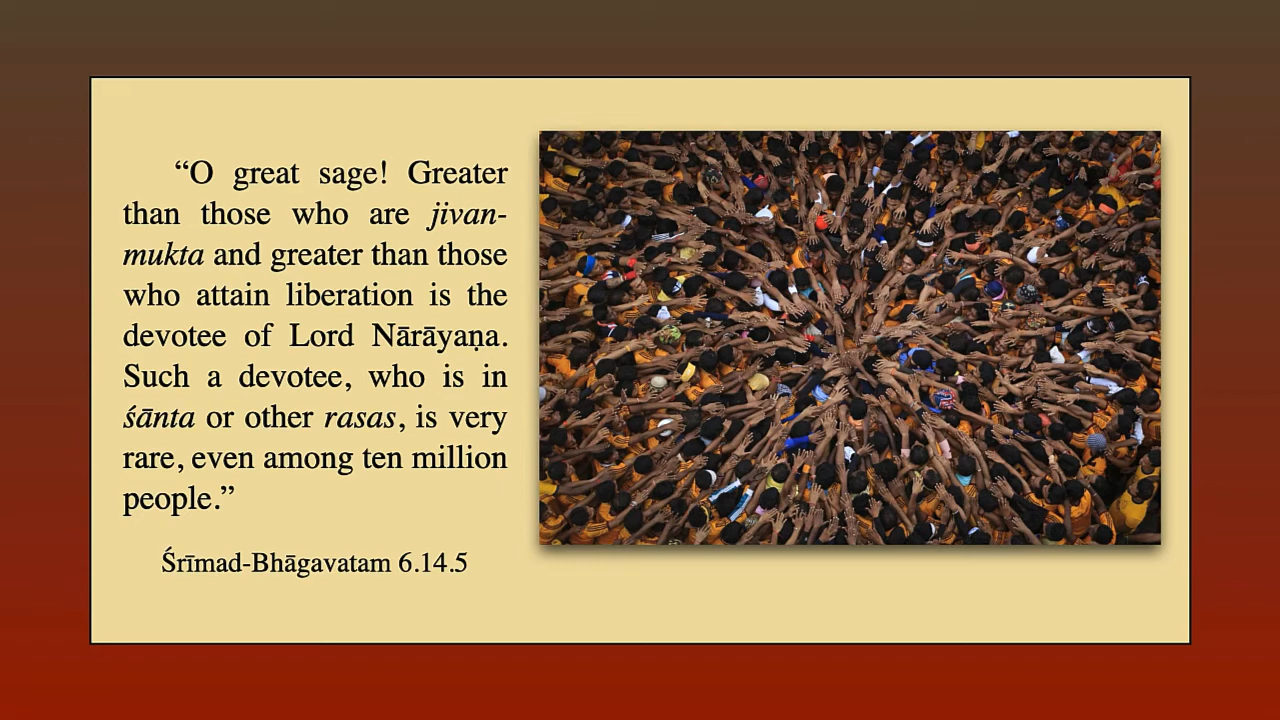 “O great sage! Greater
than those who are jivan-
mukta and greater than those
who attain liberation is the
devotee of Lord Nārāyaṇa.
Such a devotee, who is in
śānta or other rasas, is very
rare, even among ten million
people.”
Śrīmad-Bhāgavatam 6.14.5